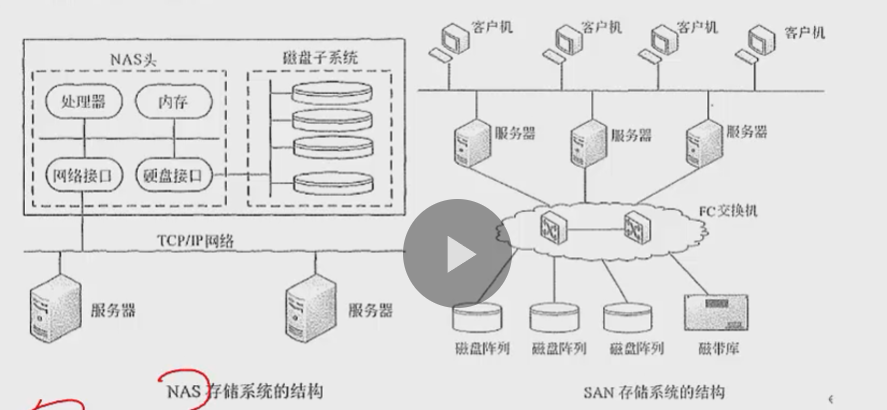 NAS头
磁盘子系统
处理器
内存
网络接口
硬盘接口
TCP/IP网络
服务器
服务器
NAS 存储系统的结构
客户机
客户机
客户机
客户机
服务器
服务器
服务器
FC交换机
磁盘阵列
磁盘阵列
磁盘阵列
磁带库
SAN 存储系统的结构